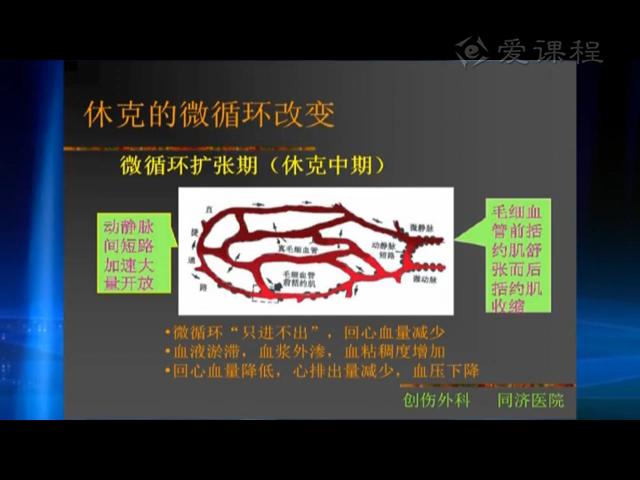 爱课程
休克的微循环改变
微循环扩张期（休克中期）
动静脉
间短路
加速大
量开放
直
捷
通
路
真毛细血管
毛细血管
前括约肌
微静脉
动静脉
短路
微动脉
毛细血
管前括
约肌舒
张而后
括约肌
收缩
•微循环“只进不出”，回心血量减少
•血液淤滞，血浆外渗，血粘稠度增加
•回心血量降低，心排出量减少，血压下降
创伤外科 同济医院